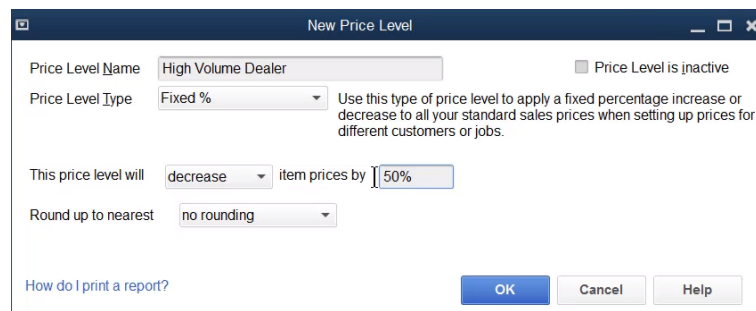 New Price Level
Price Level Name High Volume Dealer Price Level is inactive
Price Level Type Fixed % Use this type of price level to apply a fixed percentage increase or
decrease to all your standard sales prices when setting up prices for
different customers or jobs.
This price level will decrease item prices by 50%
Round up to nearest no rounding
How do I print a report? OK Cancel Help